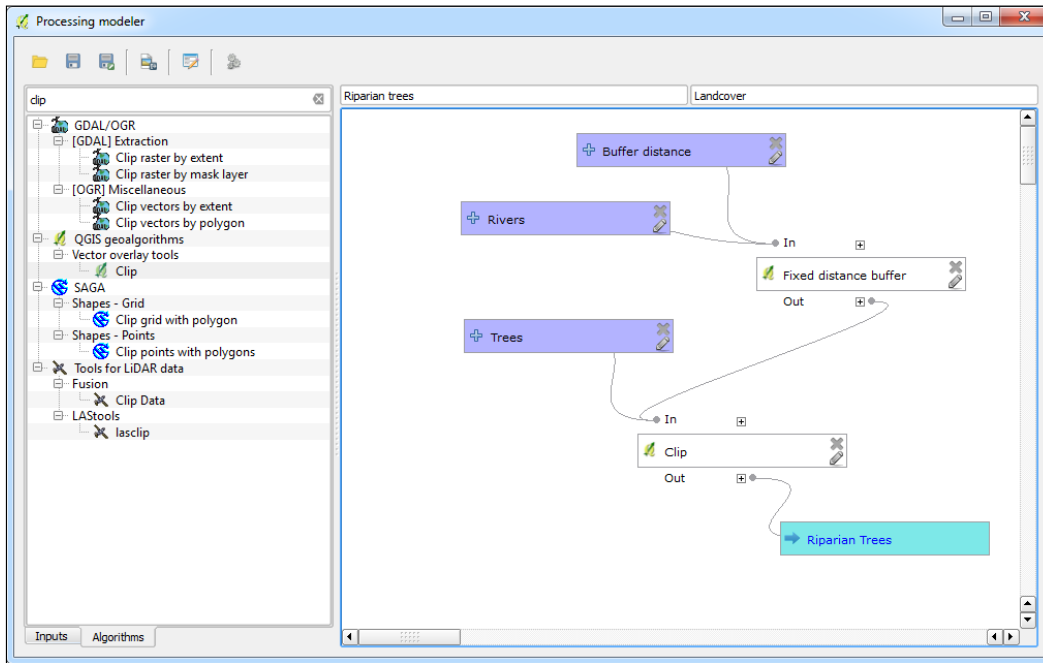 Processing modeler
clip
Riparian trees
Landcover
GDAL/OGR
[GDAL] Extraction
Clip raster by extent
Clip raster by mask layer
[OGR] Miscellaneous
Clip vectors by extent
Clip vectors by polygon
QGIS geoalgorithms
Vector overlay tools
Clip
SAGA
Shapes - Grid
Clip grid with polygon
Shapes - Points
Clip points with polygons
Tools for LiDAR data
Fusion
Clip Data
LAStools
lasclip
Buffer distance
Rivers
In
Fixed distance buffer
Out
Trees
In
Clip
Out
Riparian Trees
Inputs
Algorithms